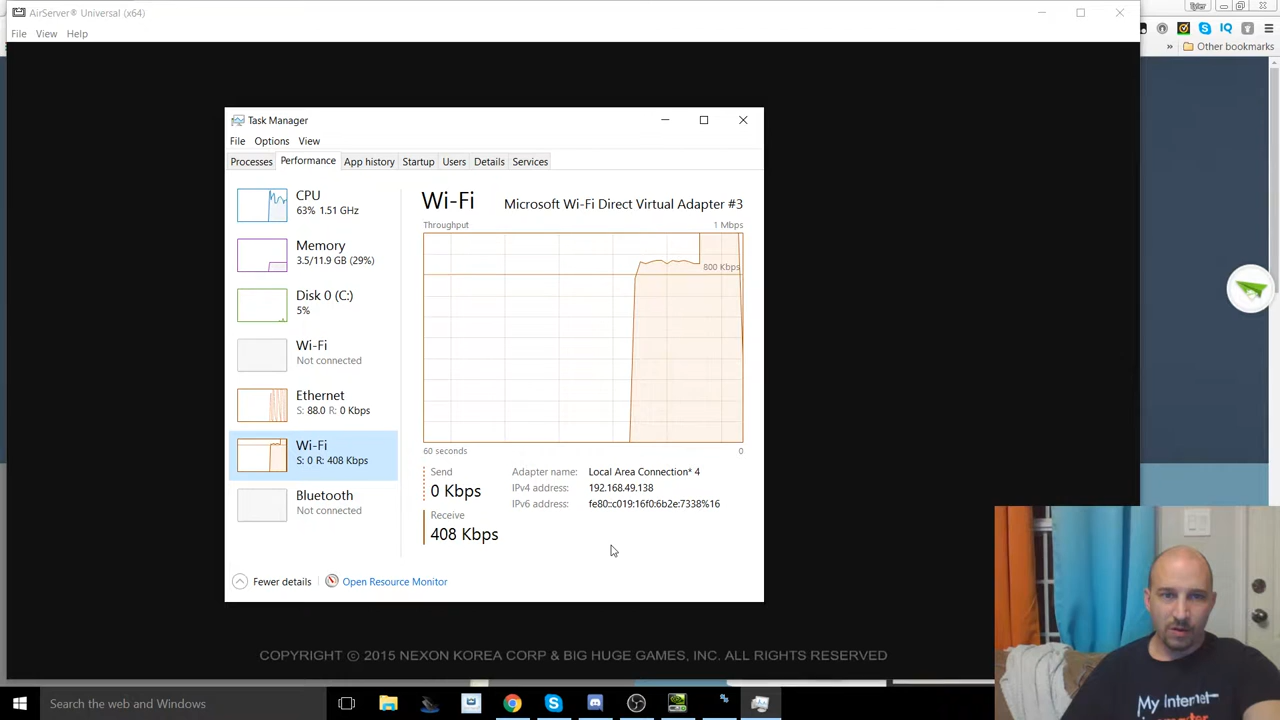 AirServer® Universal (x64)
Tyler
File View Help
IQ
» Other bookmarks
Task Manager
File Options View
Processes Performance App history Startup Users Details Services
CPU
63% 1.51 GHz
Memory
3.5/11.9 GB (29%)
Disk 0 (C:)
5%
Wi-Fi
Not connected
Ethernet
S: 88.0 R: 0 Kbps
Wi-Fi
S: 0 R: 408 Kbps
Bluetooth
Not connected
Wi-Fi
Microsoft Wi-Fi Direct Virtual Adapter #3
Throughput
1 Mbps
800 Kbps
60 seconds
0
Send
0 Kbps
Receive
408 Kbps
Adapter name: Local Area Connection* 4
IPv4 address: 192.168.49.138
IPv6 address: fe80::c019:16f0:6b2e:7338%16
Fewer details
Open Resource Monitor
COPYRIGHT © 2015 NEXON KOREA CORP & BIG HUGE GAMES, INC. ALL RIGHTS RESERVED
My Internet
Search the web and Windows